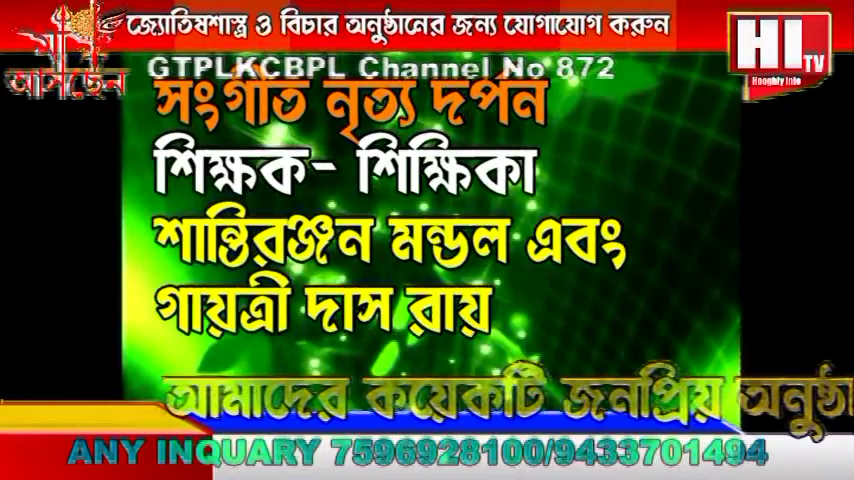 জ্যোতিষশাস্ত্র ও বিচার অনুষ্ঠানের জন্য যোগাযোগ করুন
মা
আসছেন
HI TV
Hooghly Info
GTPLKCBPL Channel No 872
সংগীত নৃত্য দর্পন
শিক্ষক- শিক্ষিকা
শান্তিরঞ্জন মন্ডল এবং
গায়ত্রী দাস রায়
আমাদের কয়েকটি জনপ্রিয় অনুষ্ঠা
ANY INQUARY 7596928100/9433701494